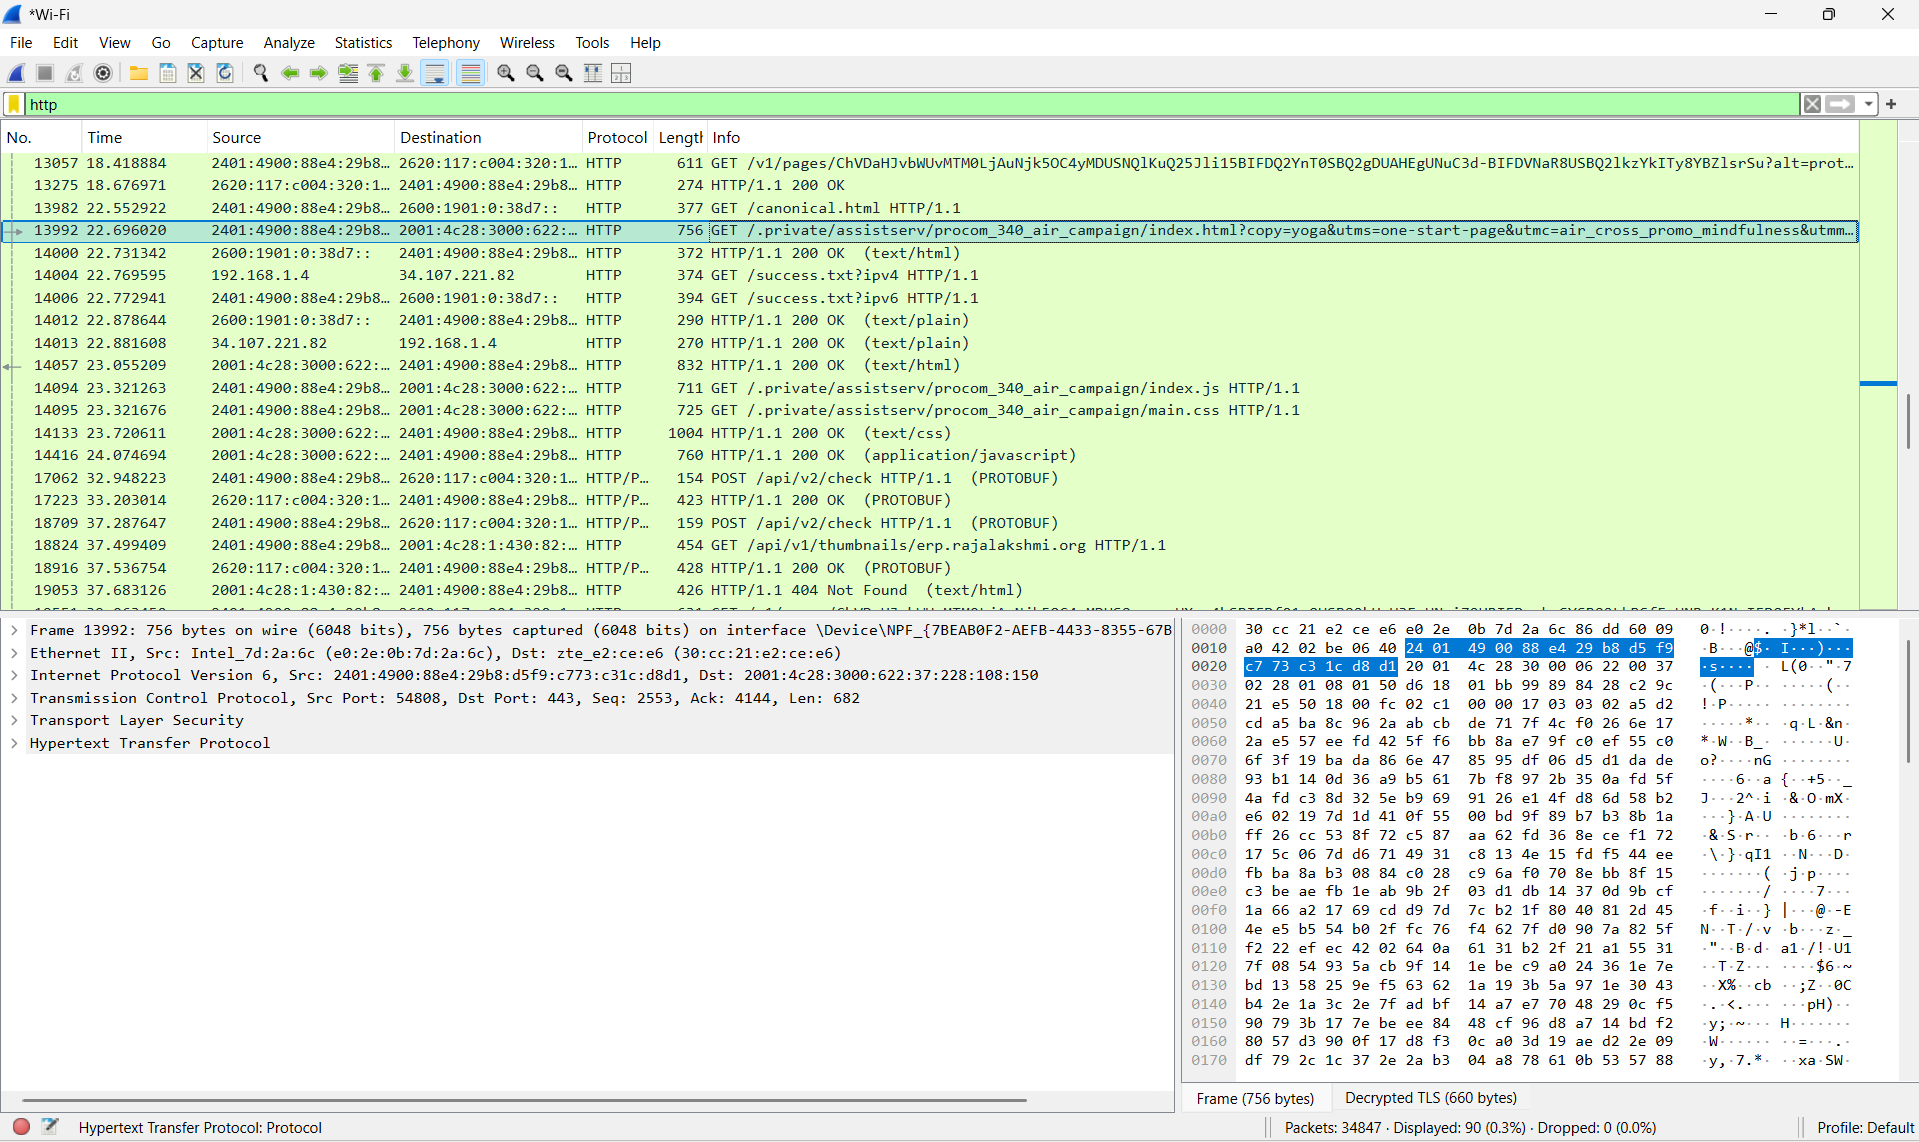 *Wi-Fi
File Edit View Go Capture Analyze Statistics Telephony Wireless Tools Help
http
No. Time Source Destination Protocol Lengtl Info
13057 18.418884 2401:4900:88e4:29b8… 2620:117:c004:320:1… HTTP 611 GET /v1/pages/ChVDaHJvbWUvMTM0LjAuNjk5OC4yMDUSNQlKuQ25Jli15BIFDQ2YnT0SBQ2gDUAHEgUNuC3d-BIFDVNaR8USBQ2lkzYkITy8YBZlsrSu?alt=prot…
13275 18.676971 2620:117:c004:320:1… 2401:4900:88e4:29b8… HTTP 274 HTTP/1.1 200 OK
13982 22.552922 2401:4900:88e4:29b8… 2600:1901:0:38d7:: HTTP 377 GET /canonical.html HTTP/1.1
13992 22.696020 2401:4900:88e4:29b8… 2001:4c28:3000:622:… HTTP 756 GET /.private/assistserv/procom_340_air_campaign/index.html?copy=yoga&utms=one-start-page&utmc=air_cross_promo_mindfulness&utmm…
14000 22.731342 2600:1901:0:38d7:: 2401:4900:88e4:29b8… HTTP 372 HTTP/1.1 200 OK (text/html)
14004 22.769595 192.168.1.4 34.107.221.82 HTTP 374 GET /success.txt?ipv4 HTTP/1.1
14006 22.772941 2401:4900:88e4:29b8… 2600:1901:0:38d7:: HTTP 394 GET /success.txt?ipv6 HTTP/1.1
14012 22.878644 2600:1901:0:38d7:: 2401:4900:88e4:29b8… HTTP 290 HTTP/1.1 200 OK (text/plain)
14013 22.881608 34.107.221.82 192.168.1.4 HTTP 270 HTTP/1.1 200 OK (text/plain)
14057 23.055209 2001:4c28:3000:622:… 2401:4900:88e4:29b8… HTTP 832 HTTP/1.1 200 OK (text/html)
14094 23.321263 2401:4900:88e4:29b8… 2001:4c28:3000:622:… HTTP 711 GET /.private/assistserv/procom_340_air_campaign/index.js HTTP/1.1
14095 23.321676 2401:4900:88e4:29b8… 2001:4c28:3000:622:… HTTP 725 GET /.private/assistserv/procom_340_air_campaign/main.css HTTP/1.1
14133 23.720611 2001:4c28:3000:622:… 2401:4900:88e4:29b8… HTTP 1004 HTTP/1.1 200 OK (text/css)
14416 24.074694 2001:4c28:3000:622:… 2401:4900:88e4:29b8… HTTP 760 HTTP/1.1 200 OK (application/javascript)
17062 32.948223 2401:4900:88e4:29b8… 2620:117:c004:320:1… HTTP/P… 154 POST /api/v2/check HTTP/1.1 (PROTOBUF)
17223 33.203014 2620:117:c004:320:1… 2401:4900:88e4:29b8… HTTP/P… 423 HTTP/1.1 200 OK (PROTOBUF)
18709 37.287647 2401:4900:88e4:29b8… 2620:117:c004:320:1… HTTP/P… 159 POST /api/v2/check HTTP/1.1 (PROTOBUF)
18824 37.499409 2401:4900:88e4:29b8… 2001:4c28:1:430:82:… HTTP 454 GET /api/v1/thumbnails/erp.rajalakshmi.org HTTP/1.1
18916 37.536754 2620:117:c004:320:1… 2401:4900:88e4:29b8… HTTP/P… 428 HTTP/1.1 200 OK (PROTOBUF)
19053 37.683126 2001:4c28:1:430:82:… 2401:4900:88e4:29b8… HTTP 426 HTTP/1.1 404 Not Found (text/html)
Frame 13992: 756 bytes on wire (6048 bits), 756 bytes captured (6048 bits) on interface \Device\NPF_{7BEAB0F2-AEFB-4433-8355-67B
Ethernet II, Src: Intel_7d:2a:6c (e0:2e:0b:7d:2a:6c), Dst: zte_e2:ce:e6 (30:cc:21:e2:ce:e6)
Internet Protocol Version 6, Src: 2401:4900:88e4:29b8:d5f9:c773:c31c:d8d1, Dst: 2001:4c28:3000:622:37:228:108:150
Transmission Control Protocol, Src Port: 54808, Dst Port: 443, Seq: 2553, Ack: 4144, Len: 682
Transport Layer Security
Hypertext Transfer Protocol
0000 30 cc 21 e2 ce e6 e0 2e 0b 7d 2a 6c 86 dd 60 09 0·!····. ·}*l··`·
0010 a0 42 02 be 06 40 24 01 49 00 88 e4 29 b8 d5 f9 ·B···@$· I···)···
0020 c7 73 c3 1c d8 d1 20 01 4c 28 30 00 06 22 00 37 ·s···· · L(0··"·7
0030 02 28 01 08 01 50 d6 18 01 bb 99 89 84 28 c2 9c ·(···P·· ·····(··
0040 21 e5 50 18 00 fc 02 c1 00 00 17 03 03 02 a5 d2 !·P····· ········
0050 cd a5 ba 8c 96 2a ab cb de 71 7f 4c f0 26 6e 17 ·····*·· ·q·L·&n·
0060 2a e5 57 ee fd 42 5f f6 bb 8a e7 9f c0 ef 55 c0 *·W··B_· ······U·
0070 6f 3f 19 ba da 86 6e 47 85 95 df 06 d5 d1 da de o?····nG ········
0080 93 b1 14 0d 36 a9 b5 61 7b f8 97 2b 35 0a fd 5f ····6··a {··+5··_
0090 4a fd c3 8d 32 5e b9 69 91 26 e1 4f d8 6d 58 b2 J···2^·i ·&·O·mX·
00a0 e6 02 19 7d 1d 41 0f 55 00 bd 9f 89 b7 b3 8b 1a ···}·A·U ········
00b0 ff 26 cc 53 8f 72 c5 87 aa 62 fd 36 8e ce f1 72 ·&·S·r·· ·b·6···r
00c0 17 5c 06 7d d6 71 49 31 c8 13 4e 15 fd f5 44 ee ·\·}·qI1 ··N···D·
00d0 fb ba 8a b3 08 84 c0 28 c9 6a f0 70 8e bb 8f 15 ·······( ·j·p····
00e0 c3 be ae fb 1e ab 9b 2f 03 d1 db 14 37 0d 9b cf ·······/ ····7···
00f0 1a 66 a2 17 69 cd d9 7d 7c b2 1f 80 40 81 2d 45 ·f··i··} |···@·-E
0100 4e e5 b5 54 b0 2f fc 76 f4 62 7f d0 90 7a 82 5f N··T·/·v ·b···z·_
0110 f2 22 ef ec 42 02 64 0a 61 31 b2 2f 21 a1 55 31 ·"··B·d· a1·/!·U1
0120 7f 08 54 93 5a cb 9f 14 1e be c9 a0 24 36 1e 7e ··T·Z··· ····$6·~
0130 bd 13 58 25 9e f5 63 62 1a 19 3b 5a 97 1e 30 43 ··X%··cb ··;Z··0C
0140 b4 2e 1a 3c 2e 7f ad bf 14 a7 e7 70 48 29 0c f5 ·.·<.··· ···pH)··
0150 90 79 3b 17 7e be ee 84 48 cf 96 d8 a7 14 bd f2 ·y;·~··· H·······
0160 80 57 d3 90 0f 17 d8 f3 0c a0 3d 19 ae d2 2e 09 ·W······ ··=···.·
0170 df 79 2c 1c 37 2e 2a b3 04 a8 78 61 0b 53 57 88 ·y,·7.*· ··xa·SW·
Frame (756 bytes) Decrypted TLS (660 bytes)
Hypertext Transfer Protocol: Protocol Packets: 34847 · Displayed: 90 (0.3%) · Dropped: 0 (0.0%) Profile: Default